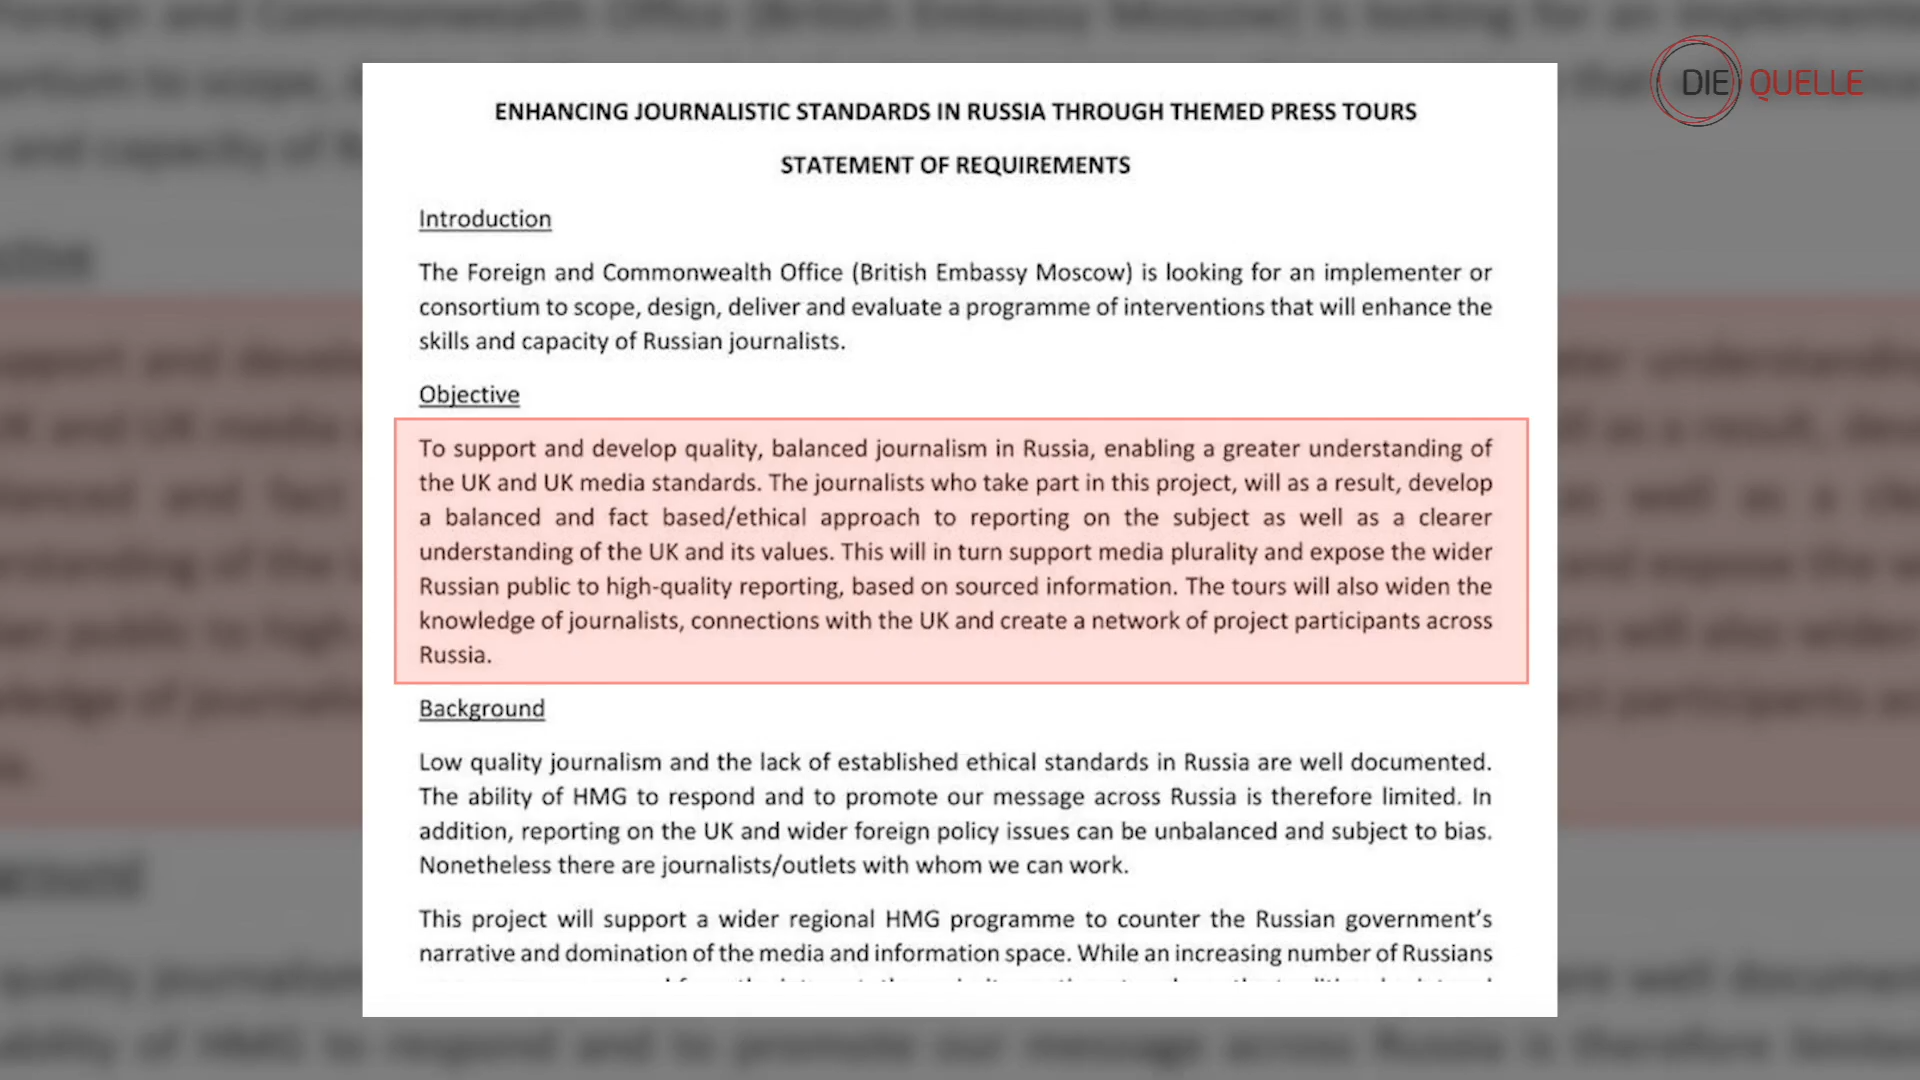 DIE QUELLE
ENHANCING JOURNALISTIC STANDARDS IN RUSSIA THROUGH THEMED PRESS TOURS
STATEMENT OF REQUIREMENTS
Introduction
The Foreign and Commonwealth Office (British Embassy Moscow) is looking for an implementer or
consortium to scope, design, deliver and evaluate a programme of interventions that will enhance the
skills and capacity of Russian journalists.
Objective
To support and develop quality, balanced journalism in Russia, enabling a greater understanding of
the UK and UK media standards. The journalists who take part in this project, will as a result, develop
a balanced and fact based/ethical approach to reporting on the subject as well as a clearer
understanding of the UK and its values. This will in turn support media plurality and expose the wider
Russian public to high-quality reporting, based on sourced information. The tours will also widen the
knowledge of journalists, connections with the UK and create a network of project participants across
Russia.
Background
Low quality journalism and the lack of established ethical standards in Russia are well documented.
The ability of HMG to respond and to promote our message across Russia is therefore limited. In
addition, reporting on the UK and wider foreign policy issues can be unbalanced and subject to bias.
Nonetheless there are journalists/outlets with whom we can work.
This project will support a wider regional HMG programme to counter the Russian government's
narrative and domination of the media and information space. While an increasing number of Russians